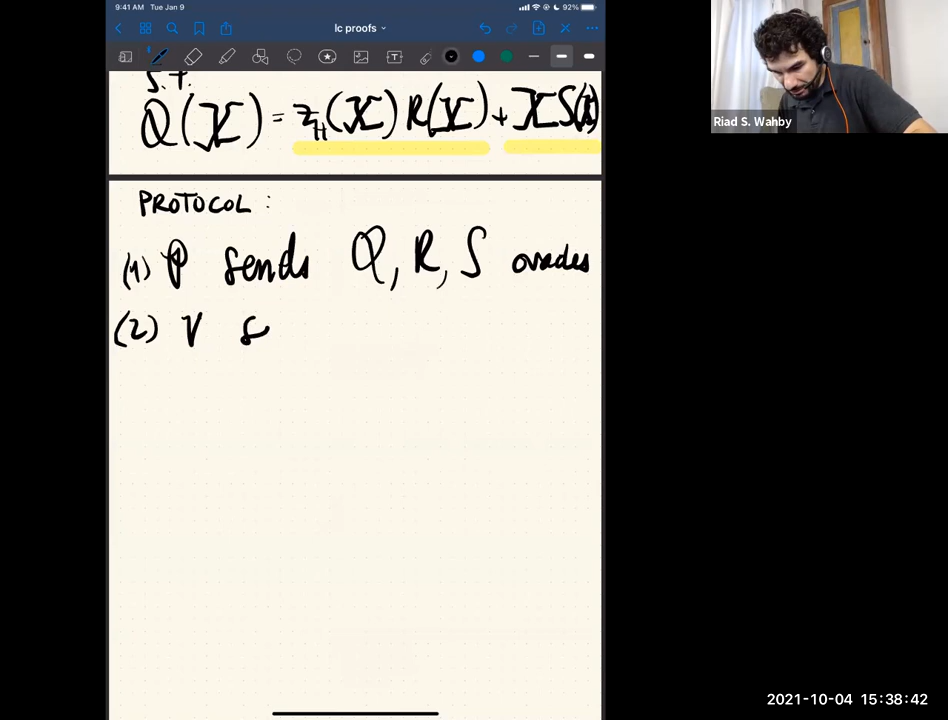 9:41 AM Tue Jan 9
92%
lc proofs
s.t.
Q(X) = z_H(X) R(X) + X S(X)
PROTOCOL :
(1) P sends Q, R, S oracles
(2) V s
Riad S. Wahby
2021-10-04 15:38:42